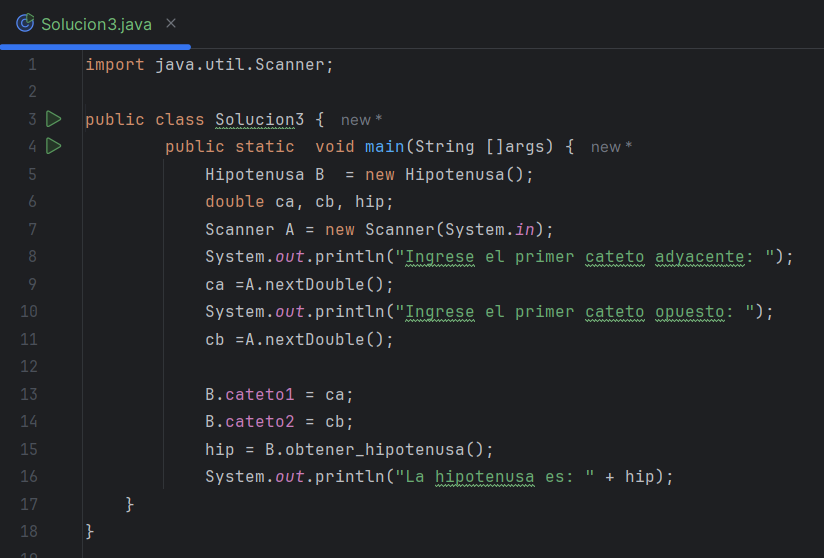 Solucion3.java
1 import java.util.Scanner;
2
3 public class Solucion3 { new *
4 public static  void main(String []args) { new *
5 Hipotenusa B  = new Hipotenusa();
6 double ca, cb, hip;
7 Scanner A = new Scanner(System.in);
8 System.out.println("Ingrese el primer cateto adyacente: ");
9 ca =A.nextDouble();
10 System.out.println("Ingrese el primer cateto opuesto: ");
11 cb =A.nextDouble();
12
13 B.cateto1 = ca;
14 B.cateto2 = cb;
15 hip = B.obtener_hipotenusa();
16 System.out.println("La hipotenusa es: " + hip);
17 }
18 }